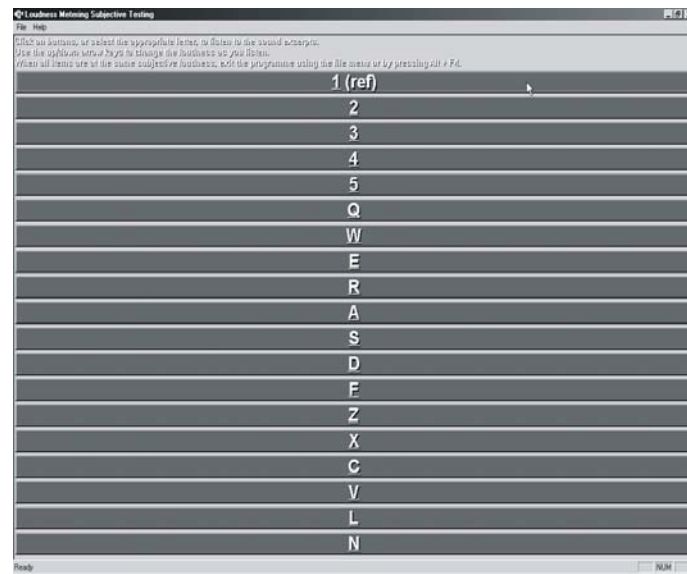 Loudness Metering Subjective Testing
File Help
Click on buttons, or select the appropriate letter, to listen to the sound excerpts.
Use the up/down arrow keys to change the loudness as you listen.
When all items are at the same subjective loudness, exit the programme using the file menu or by pressing Alt + F4.
1 (ref)
2
3
4
5
Q
W
E
R
A
S
D
F
Z
X
C
V
L
N
Ready NUM